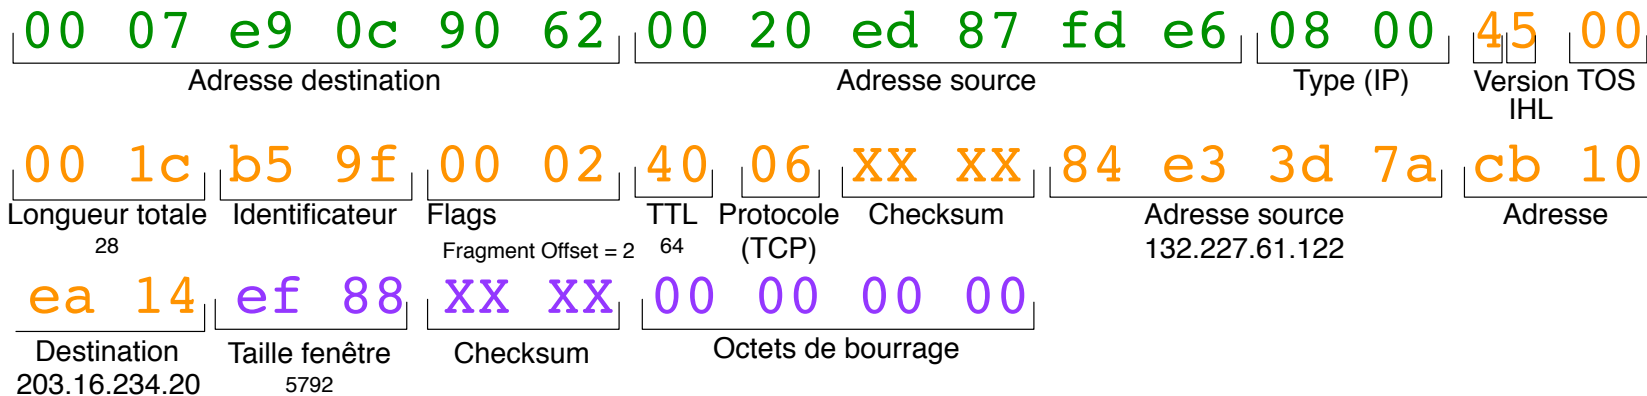 00 07 e9 0c 90 62 00 20 ed 87 fd e6 08 00 45 00
Adresse destination Adresse source Type (IP) Version TOS
IHL
00 1c b5 9f 00 02 40 06 XX XX 84 e3 3d 7a cb 10
Longueur totale Identificateur Flags TTL Protocole Checksum Adresse source Adresse
28 Fragment Offset = 2 64 (TCP) 132.227.61.122
ea 14 ef 88 XX XX 00 00 00 00
Destination Taille fenêtre Checksum Octets de bourrage
203.16.234.20 5792